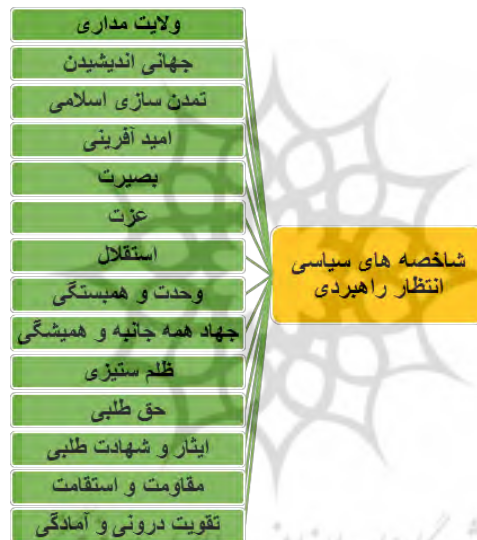 ولایت مداری
جهانی اندیشیدن
تمدن سازی اسلامی
امید آفرینی
بصیرت
عزت
استقلال
وحدت و همبستگی
جهاد همه جانبه و همیشگی
ظلم ستیزی
حق طلبی
ایثار و شهادت طلبی
مقاومت و استقامت
تقویت درونی و آمادگی
شاخصه های سیاسی
انتظار راهبردی